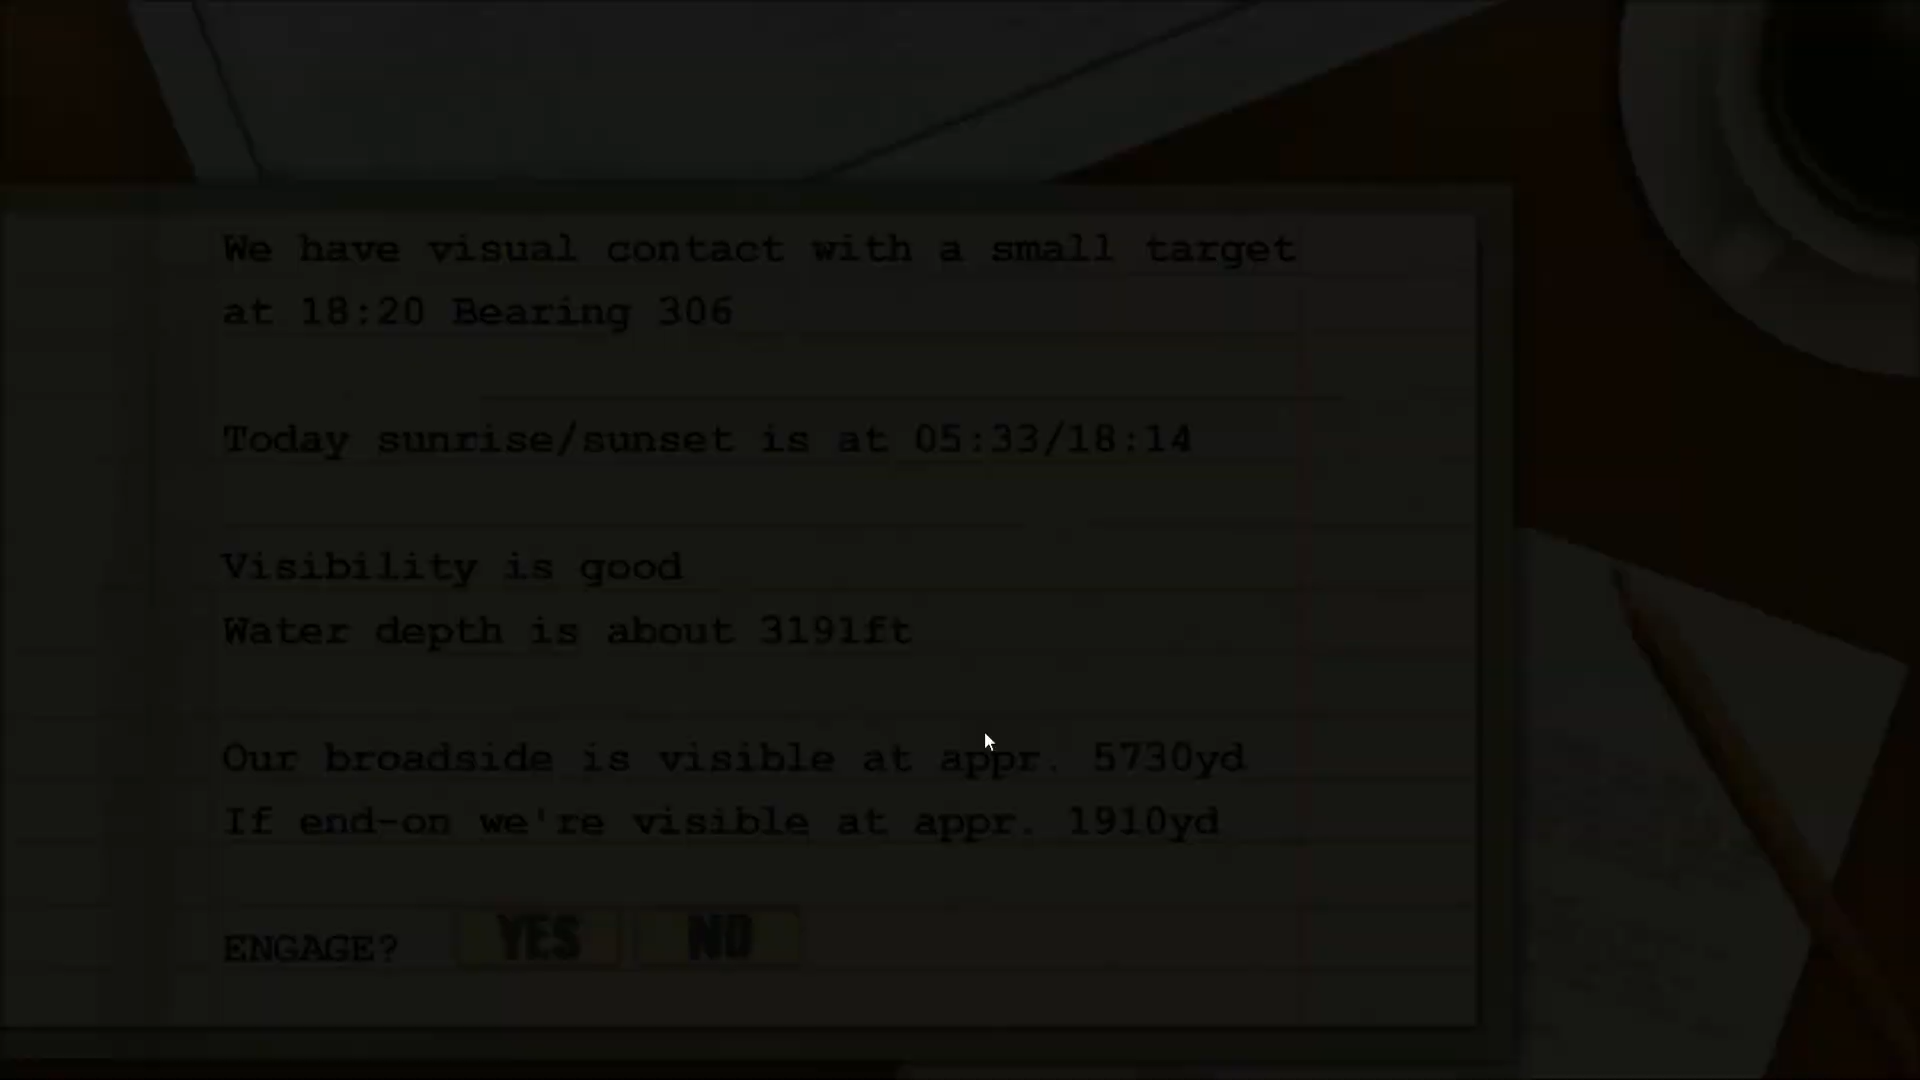 We have visual contact with a small target
at 18:20 Bearing 306
Today sunrise/sunset is at 05:33/18:14
Visibility is good
Water depth is about 3191ft
Our broadside is visible at appr. 5730yd
If end-on we're visible at appr. 1910yd
ENGAGE? YES NO